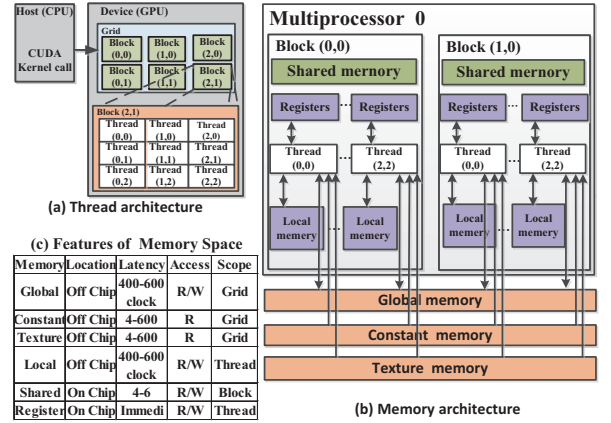 Host (CPU)
CUDA
Kernel call
Device (GPU)
Grid
Block Block Block
(0,0) (1,0) (2,0)
Block Block Block
(0,1) (1,1) (2,1)
Block (2,1)
Thread Thread Thread
(0,0) (1,0) (2,0)
Thread Thread Thread
(0,1) (1,1) (2,1)
Thread Thread Thread
(0,2) (1,2) (2,2)
(a) Thread architecture
(c) Features of Memory Space
Memory Location Latency Access Scope
Global Off Chip 400-600 clock R/W Grid
Constant Off Chip 4-600 R Grid
Texture Off Chip 4-600 R Grid
Local Off Chip 400-600 clock R/W Thread
Shared On Chip 4-6 R/W Block
Register On Chip Immedi R/W Thread
Multiprocessor 0
Block (0,0)
Shared mernory
Registers ... Registers
Thread ... Thread
(0,0) (2,2)
Local ... Local
memery memery
Block (1,0)
Shared mernory
Registers ... Registers
Thread ... Thread
(0,0) (2,2)
Local ... Local
memery memery
Global memory
Constant memory
Texture memory
(b) Memory architecture